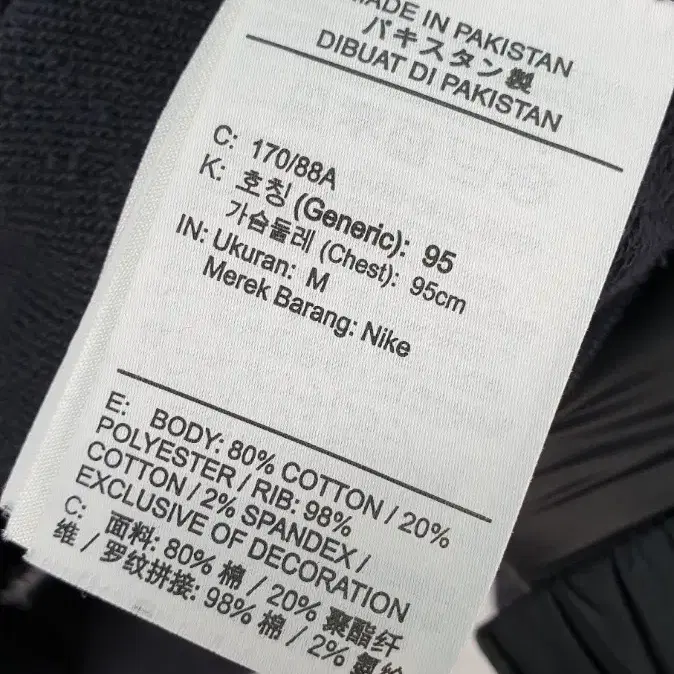 MADE IN PAKISTAN
パキスタン製
DIBUAT DI PAKISTAN
C: 170/88A
K: 호칭 (Generic): 95
가슴둘레 (Chest): 95cm
IN: Ukuran: M
Merek Barang: Nike
E: BODY: 80% COTTON / 20%
POLYESTER / RIB: 98%
COTTON / 2% SPANDEX /
EXCLUSIVE OF DECORATION
C: 面料: 80% 棉 / 20% 聚酯纤
维 / 罗纹拼接: 98% 棉 / 2%